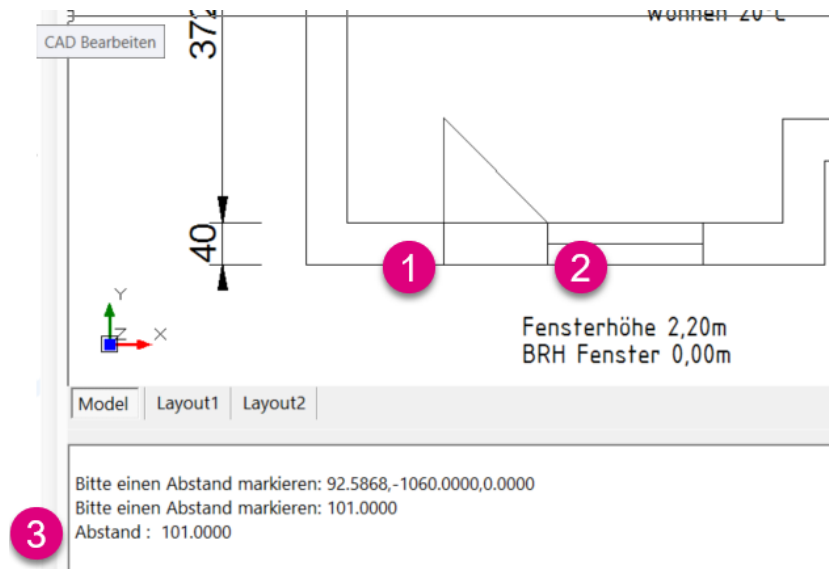 Wohnen 20°C
CAD Bearbeiten
372
40
1
2
Y
Z
X
Fensterhöhe 2,20m
BRH Fenster 0,00m
Model Layout1 Layout2
Bitte einen Abstand markieren: 92.5868,-1060.0000,0.0000
Bitte einen Abstand markieren: 101.0000
3 Abstand : 101.0000